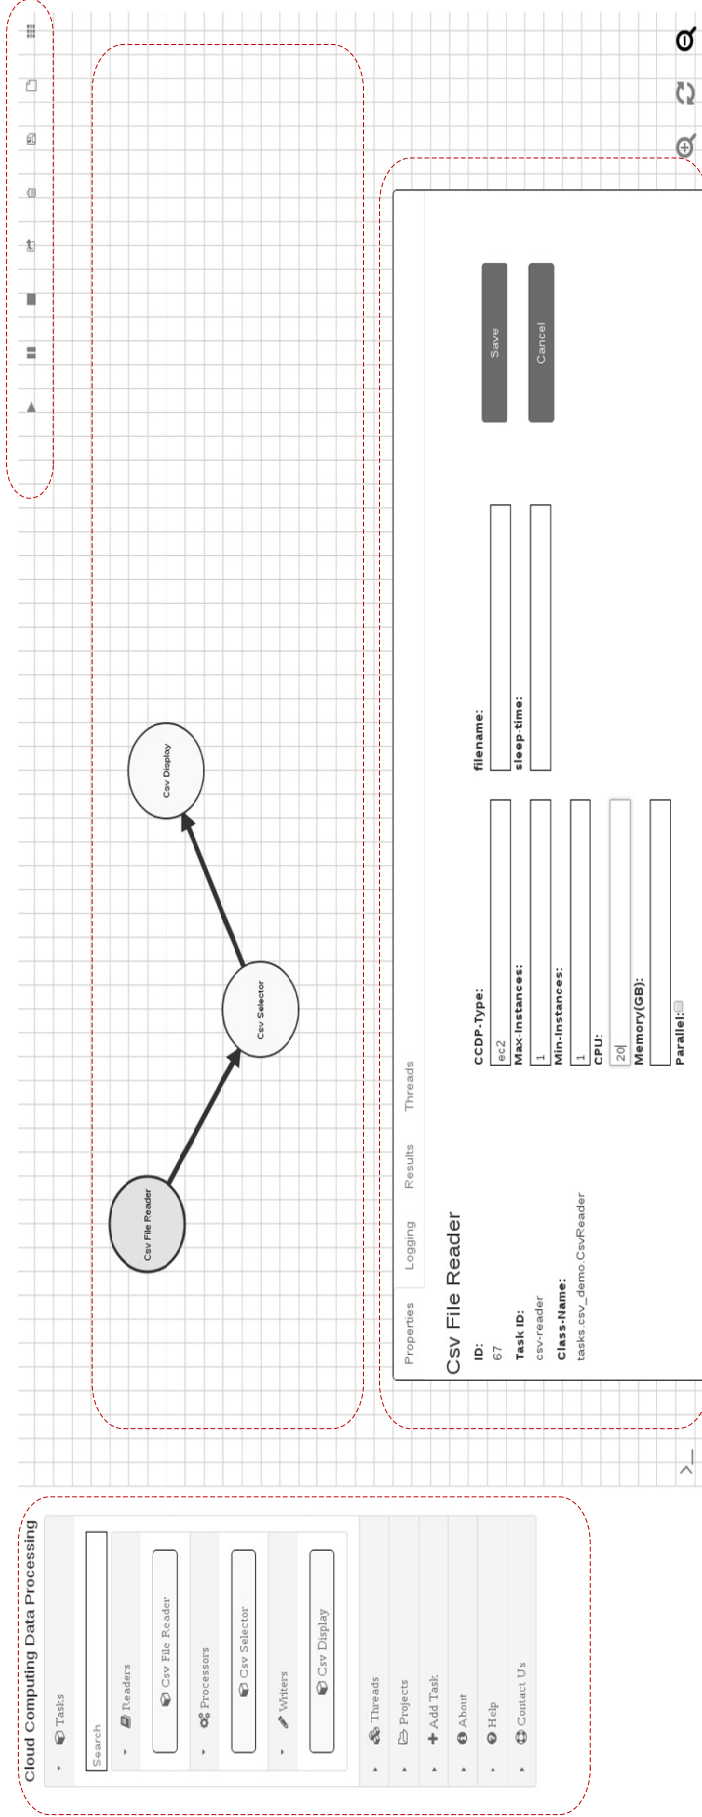 Cloud Computing Data Processing
Tasks
Search
Readers
Csv File Reader
Processors
Csv Selector
Writers
Csv Display
Threads
Projects
Add Task
About
Help
Contact Us
Csv File Reader
Csv Selector
Csv Display
>_
Properties
Logging
Results
Threads
Csv File Reader
ID:
67
Task ID:
csv-reader
Class-Name:
tasks.csv_demo.CsvReader
CCDP-Type:
ec2
Max-Instances:
1
Min-Instances:
1
CPU:
20
Memory(GB):
Parallel:
filename:
sleep-time:
Save
Cancel